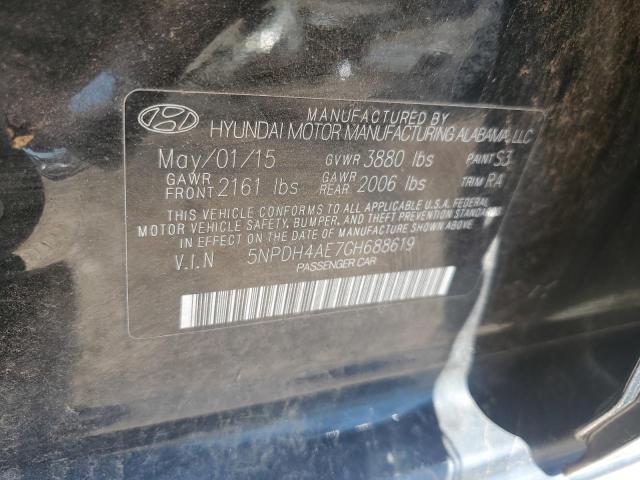 MANUFACTURED BY
HYUNDAI MOTOR MANUFACTURING ALABAMA, LLC
May/01/15 GVWR 3880 lbs PAINT S3
GAWR FRONT 2161 lbs GAWR REAR 2006 lbs TRIM RA
THIS VEHICLE CONFORMS TO ALL APPLICABLE U.S.A. FEDERAL
MOTOR VEHICLE SAFETY, BUMPER, AND THEFT PREVENTION STANDARDS
IN EFFECT ON THE DATE OF MANUFACTURE SHOWN ABOVE.
V.I.N 5NPDH4AE7GH688619
PASSENGER CAR